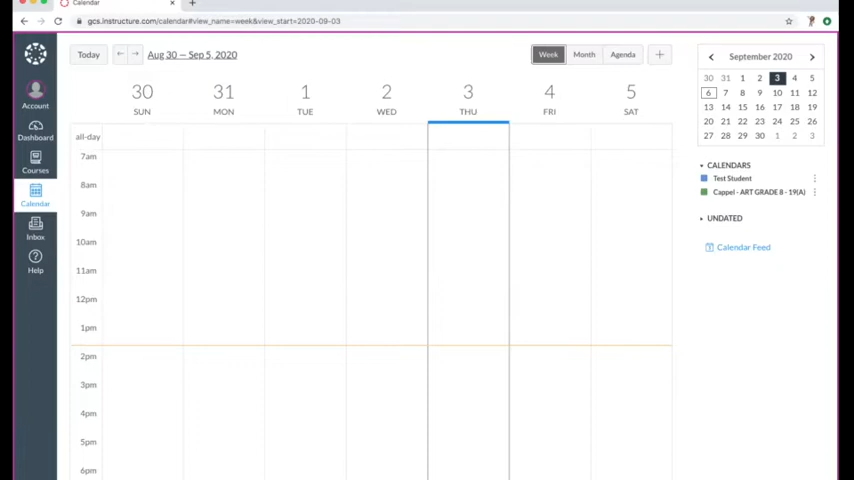 Calendar
gcs.instructure.com/calendar#view_name=week&view_start=2020-09-03
Today
Aug 30 — Sep 5, 2020
Week Month Agenda
September 2020
30 31 1 2 3 4 5
6 7 8 9 10 11 12
13 14 15 16 17 18 19
20 21 22 23 24 25 26
27 28 29 30 1 2 3
Account
Dashboard
Courses
Calendar
Inbox
Help
30 31 1 2 3 4 5
SUN MON TUE WED THU FRI SAT
all-day
7am
8am
9am
10am
11am
12pm
1pm
2pm
3pm
4pm
5pm
6pm
CALENDARS
Test Student
Cappel - ART GRADE 8 - 19(A)
UNDATED
Calendar Feed